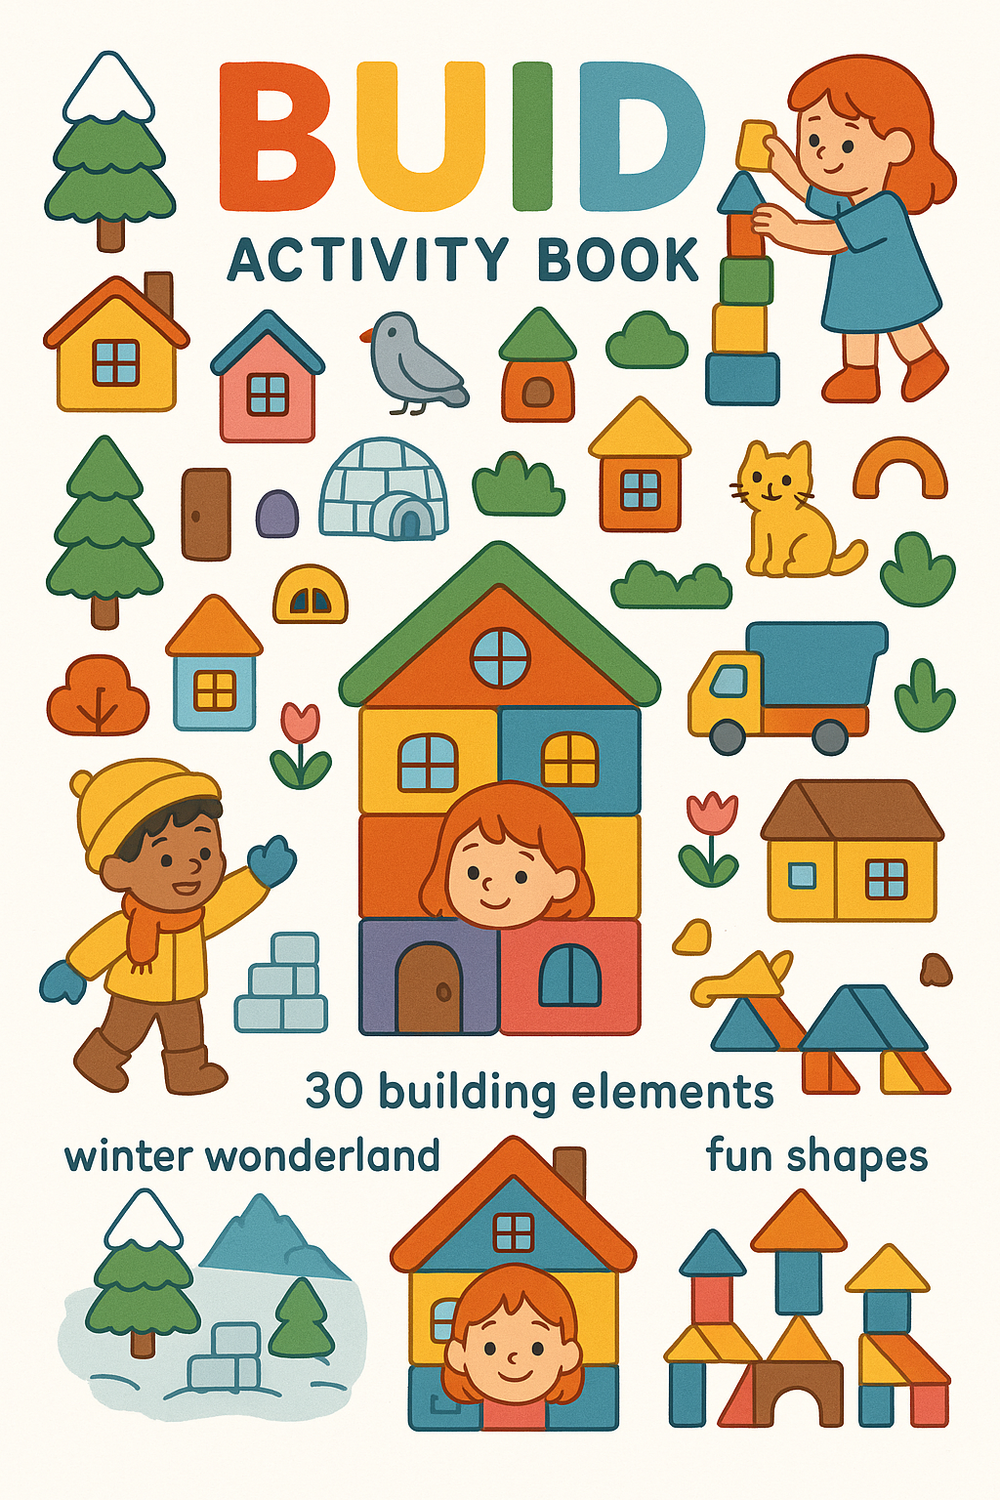 BUID
ACTIVITY BOOK
30 building elements
winter wonderland
fun shapes